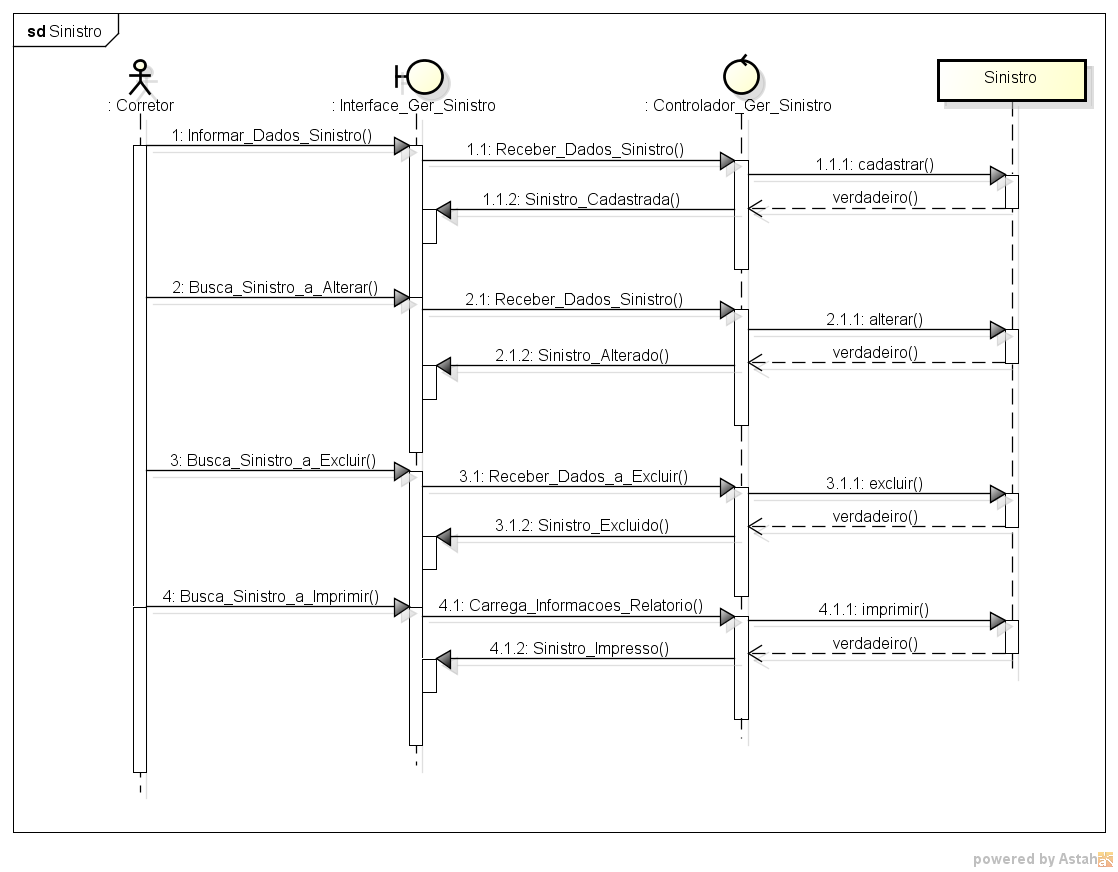 sd Sinistro
: Corretor
: Interface_Ger_Sinistro
: Controlador_Ger_Sinistro
Sinistro
1: Informar_Dados_Sinistro()
1.1: Receber_Dados_Sinistro()
1.1.1: cadastrar()
verdadeiro()
1.1.2: Sinistro_Cadastrada()
2: Busca_Sinistro_a_Alterar()
2.1: Receber_Dados_Sinistro()
2.1.1: alterar()
verdadeiro()
2.1.2: Sinistro_Alterado()
3: Busca_Sinistro_a_Excluir()
3.1: Receber_Dados_a_Excluir()
3.1.1: excluir()
verdadeiro()
3.1.2: Sinistro_Excluido()
4: Busca_Sinistro_a_Imprimir()
4.1: Carrega_Informacoes_Relatorio()
4.1.1: imprimir()
verdadeiro()
4.1.2: Sinistro_Impresso()
powered by Astah